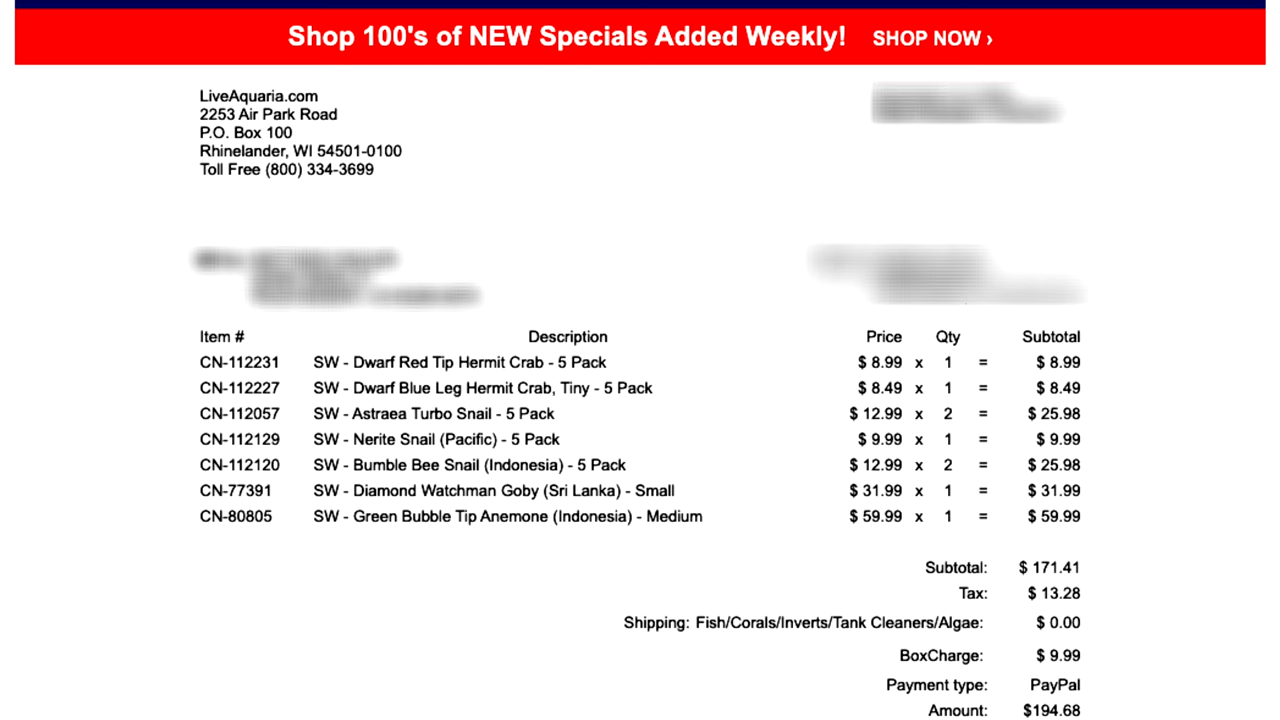 Shop 100's of NEW Specials Added Weekly! SHOP NOW ›
LiveAquaria.com
2253 Air Park Road
P.O. Box 100
Rhinelander, WI 54501-0100
Toll Free (800) 334-3699
Item # Description Price Qty Subtotal
CN-112231 SW - Dwarf Red Tip Hermit Crab - 5 Pack $ 8.99 x 1 = $ 8.99
CN-112227 SW - Dwarf Blue Leg Hermit Crab, Tiny - 5 Pack $ 8.49 x 1 = $ 8.49
CN-112057 SW - Astraea Turbo Snail - 5 Pack $ 12.99 x 2 = $ 25.98
CN-112129 SW - Nerite Snail (Pacific) - 5 Pack $ 9.99 x 1 = $ 9.99
CN-112120 SW - Bumble Bee Snail (Indonesia) - 5 Pack $ 12.99 x 2 = $ 25.98
CN-77391 SW - Diamond Watchman Goby (Sri Lanka) - Small $ 31.99 x 1 = $ 31.99
CN-80805 SW - Green Bubble Tip Anemone (Indonesia) - Medium $ 59.99 x 1 = $ 59.99
Subtotal: $ 171.41
Tax: $ 13.28
Shipping: Fish/Corals/Inverts/Tank Cleaners/Algae: $ 0.00
BoxCharge: $ 9.99
Payment type: PayPal
Amount: $194.68